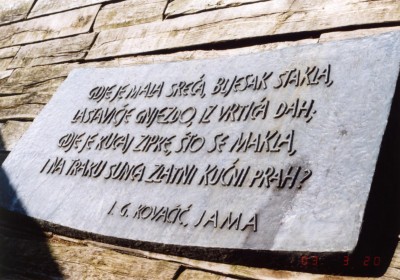 GDJE JE MALA SREĆA, BLJESAK STAKLA,
LASTAVIČJE GNIJEZDO, IZ VRTIĆA DAH;
GDJE JE KUCAJ ZIPKE, ŠTO SE MAKLA,
I NA TRAKU SUNCA ZLATNI KUĆNI PRAH?
I. G. KOVAČIĆ, JAMA